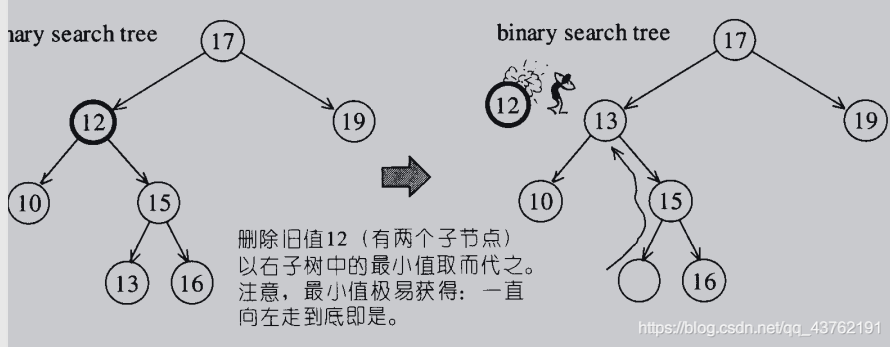 nary search tree
17
12
19
10
15
13
16
binary search tree
17
12
13
19
10
15
16
删除旧值12（有两个子节点）
以右子树中的最小值取而代之。
注意，最小值极易获得：一直
向左走到底即是。
https://blog.csdn.net/qq_43762191